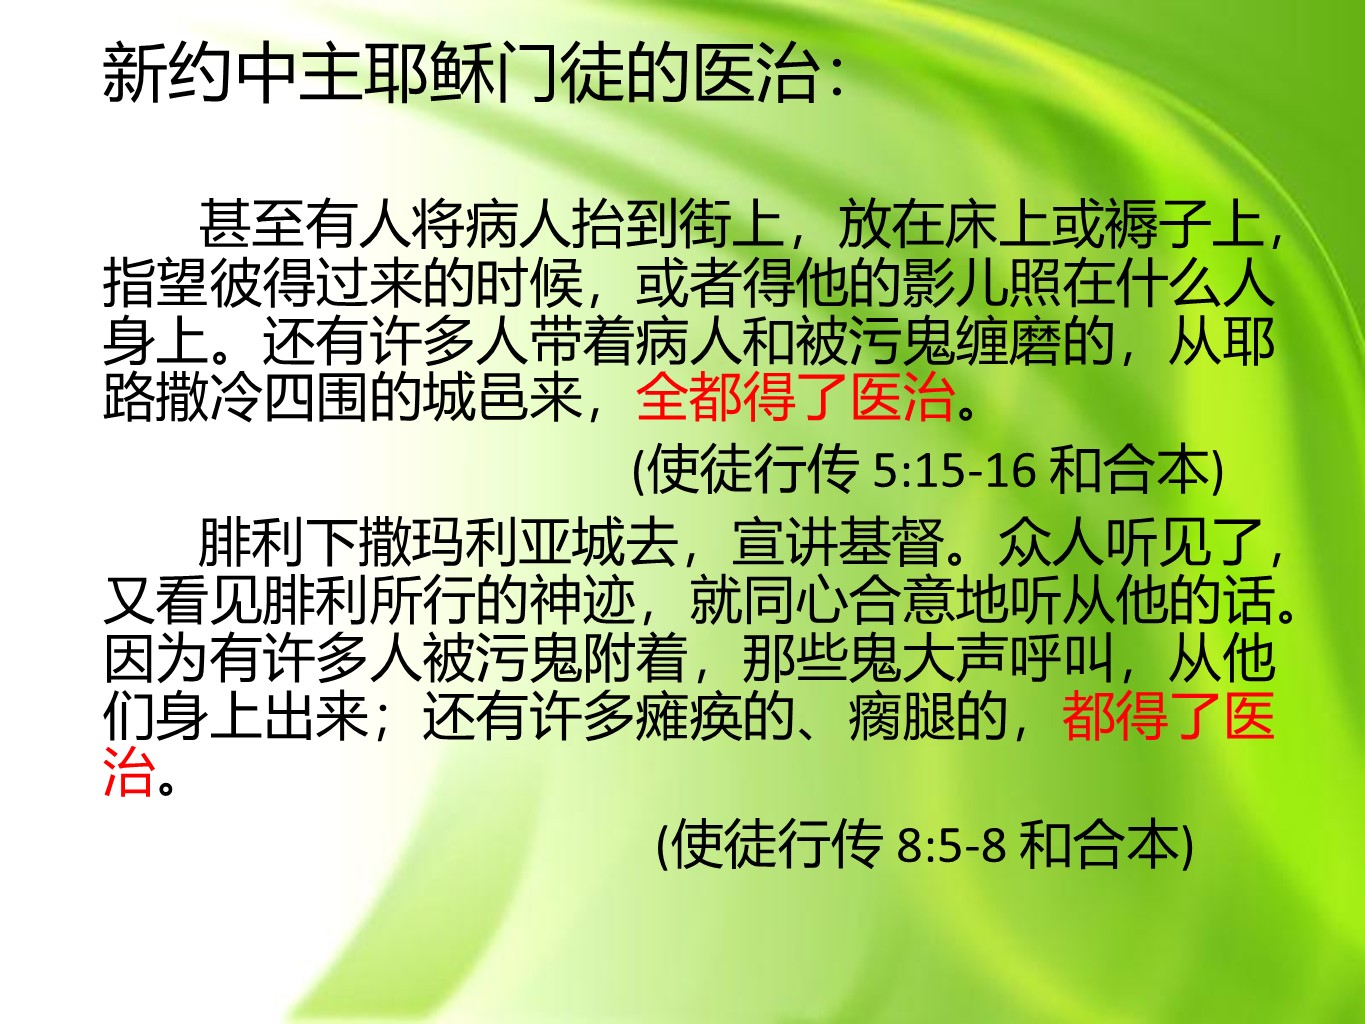 新约中主耶稣门徒的医治：
甚至有人将病人抬到街上，放在床上或褥子上，
指望彼得过来的时候，或者得他的影儿照在什么人
身上。还有许多人带着病人和被污鬼缠磨的，从耶
路撒冷四围的城邑来，全都得了医治。
(使徒行传 5:15-16 和合本)
腓利下撒玛利亚城去，宣讲基督。众人听见了，
又看见腓利所行的神迹，就同心合意地听从他的话。
因为有许多人被污鬼附着，那些鬼大声呼叫，从他
们身上出来；还有许多瘫痪的、瘸腿的，都得了医
治。
(使徒行传 8:5-8 和合本)